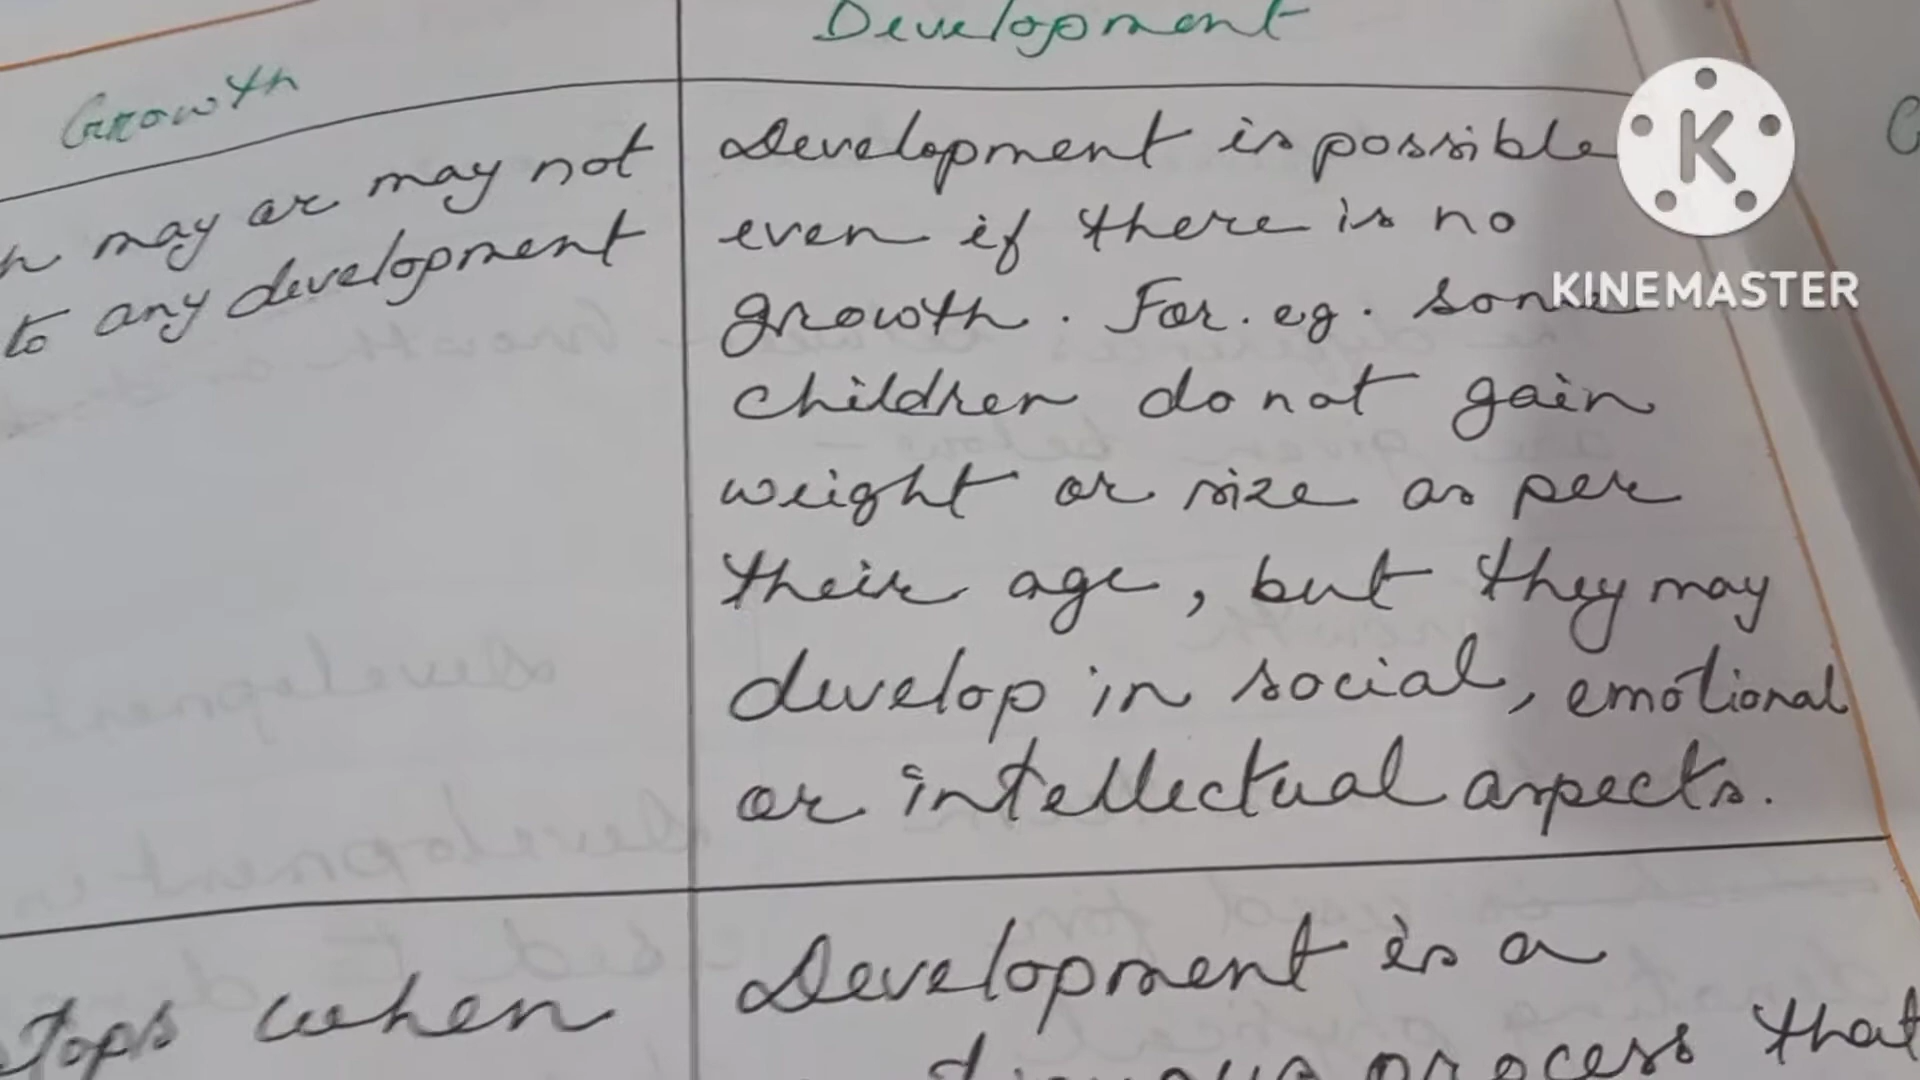 Growth
Development
may or may not
to any development
Development is possible
even if there is no
growth. For. eg. some
children do not gain
weight or size as per
their age, but they may
develop in social, emotional
or intellectual aspects.
when
Development is a
process that
KINEMASTER